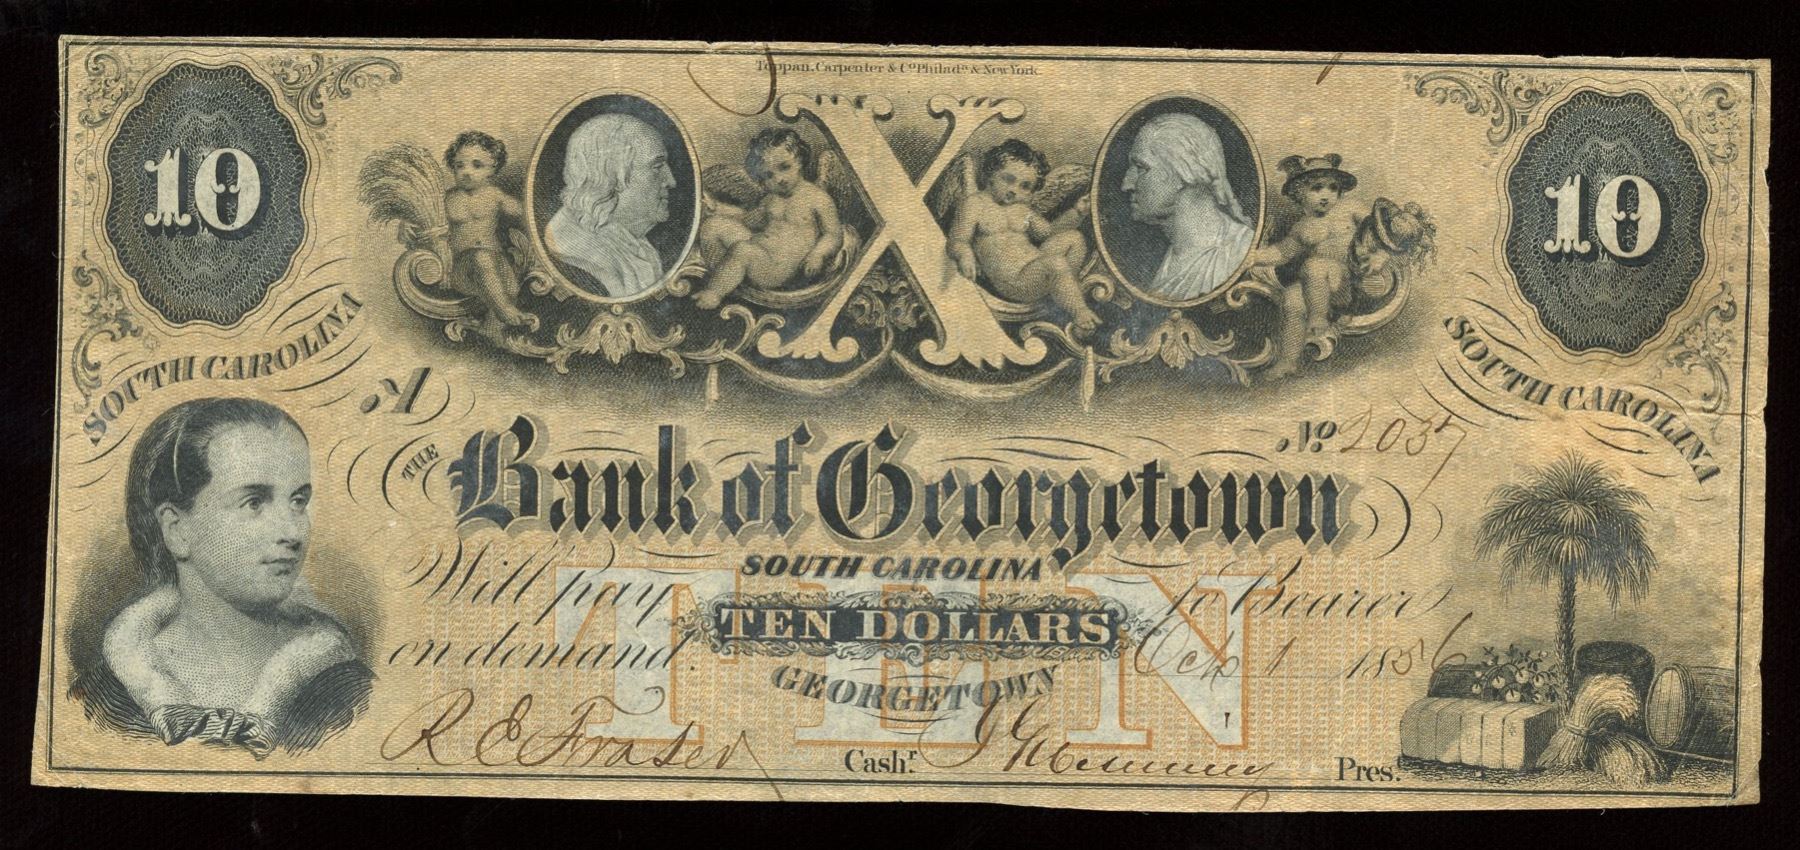 Toppan, Carpenter & Co. Philada. & New York.
10
X
10
SOUTH CAROLINA
SOUTH CAROLINA
A
No 2037
THE Bank of Georgetown
SOUTH CAROLINA
Will pay TEN DOLLARS to Bearer
on demand. GEORGETOWN Oct 1 1856
TEN
R E Fraser Cashr. Pres.